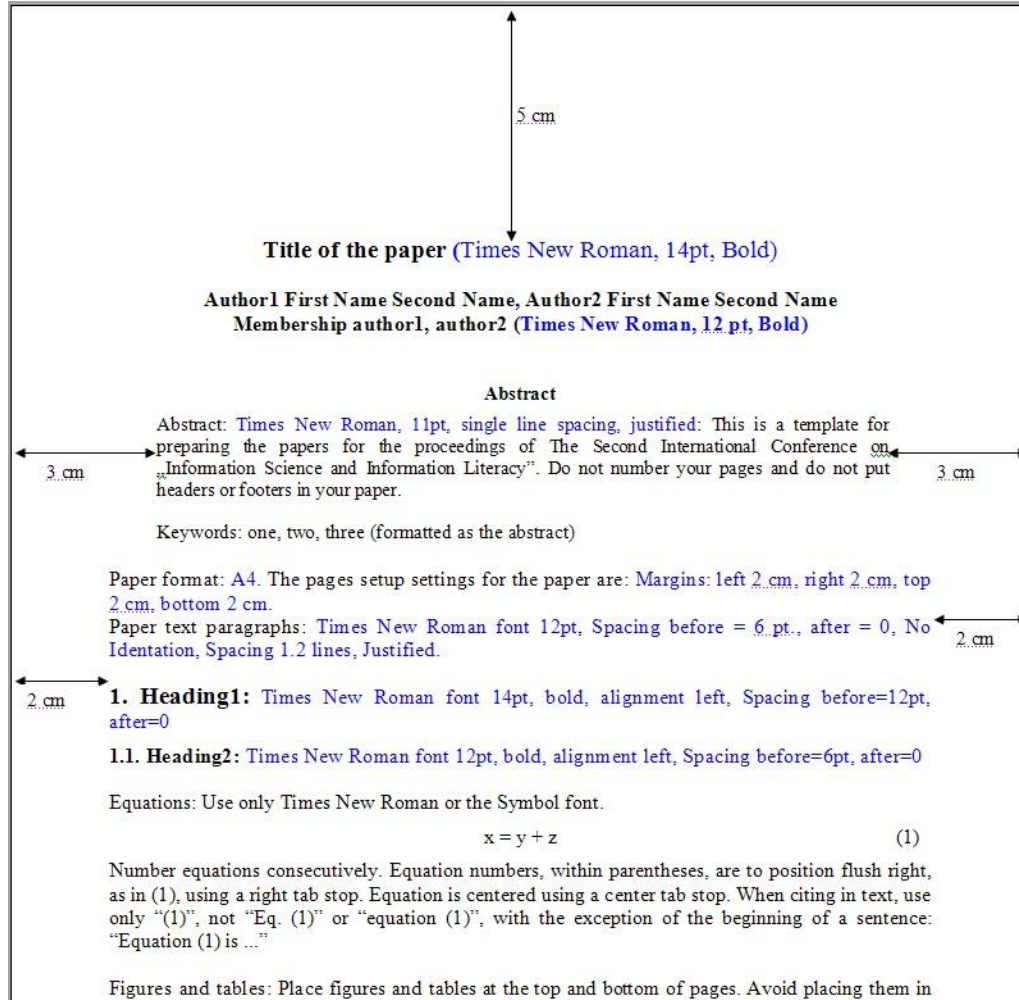 5 cm
Title of the paper (Times New Roman, 14pt, Bold)
Author1 First Name Second Name, Author2 First Name Second Name
Membership author1, author2 (Times New Roman, 12 pt, Bold)
Abstract
Abstract: Times New Roman, 11pt, single line spacing, justified: This is a template for
preparing the papers for the proceedings of The Second International Conference on
„Information Science and Information Literacy”. Do not number your pages and do not put
headers or footers in your paper.
3 cm
3 cm
Keywords: one, two, three (formatted as the abstract)
Paper format: A4. The pages setup settings for the paper are: Margins: left 2 cm, right 2 cm, top
2 cm, bottom 2 cm.
Paper text paragraphs: Times New Roman font 12pt, Spacing before = 6 pt., after = 0, No
Identation, Spacing 1.2 lines, Justified.
2 cm
2 cm
1. Heading1: Times New Roman font 14pt, bold, alignment left, Spacing before=12pt,
after=0
1.1. Heading2: Times New Roman font 12pt, bold, alignment left, Spacing before=6pt, after=0
Equations: Use only Times New Roman or the Symbol font.
x = y + z (1)
Number equations consecutively. Equation numbers, within parentheses, are to position flush right,
as in (1), using a right tab stop. Equation is centered using a center tab stop. When citing in text, use
only “(1)”, not “Eq. (1)” or “equation (1)”, with the exception of the beginning of a sentence:
“Equation (1) is ...”
Figures and tables: Place figures and tables at the top and bottom of pages. Avoid placing them in